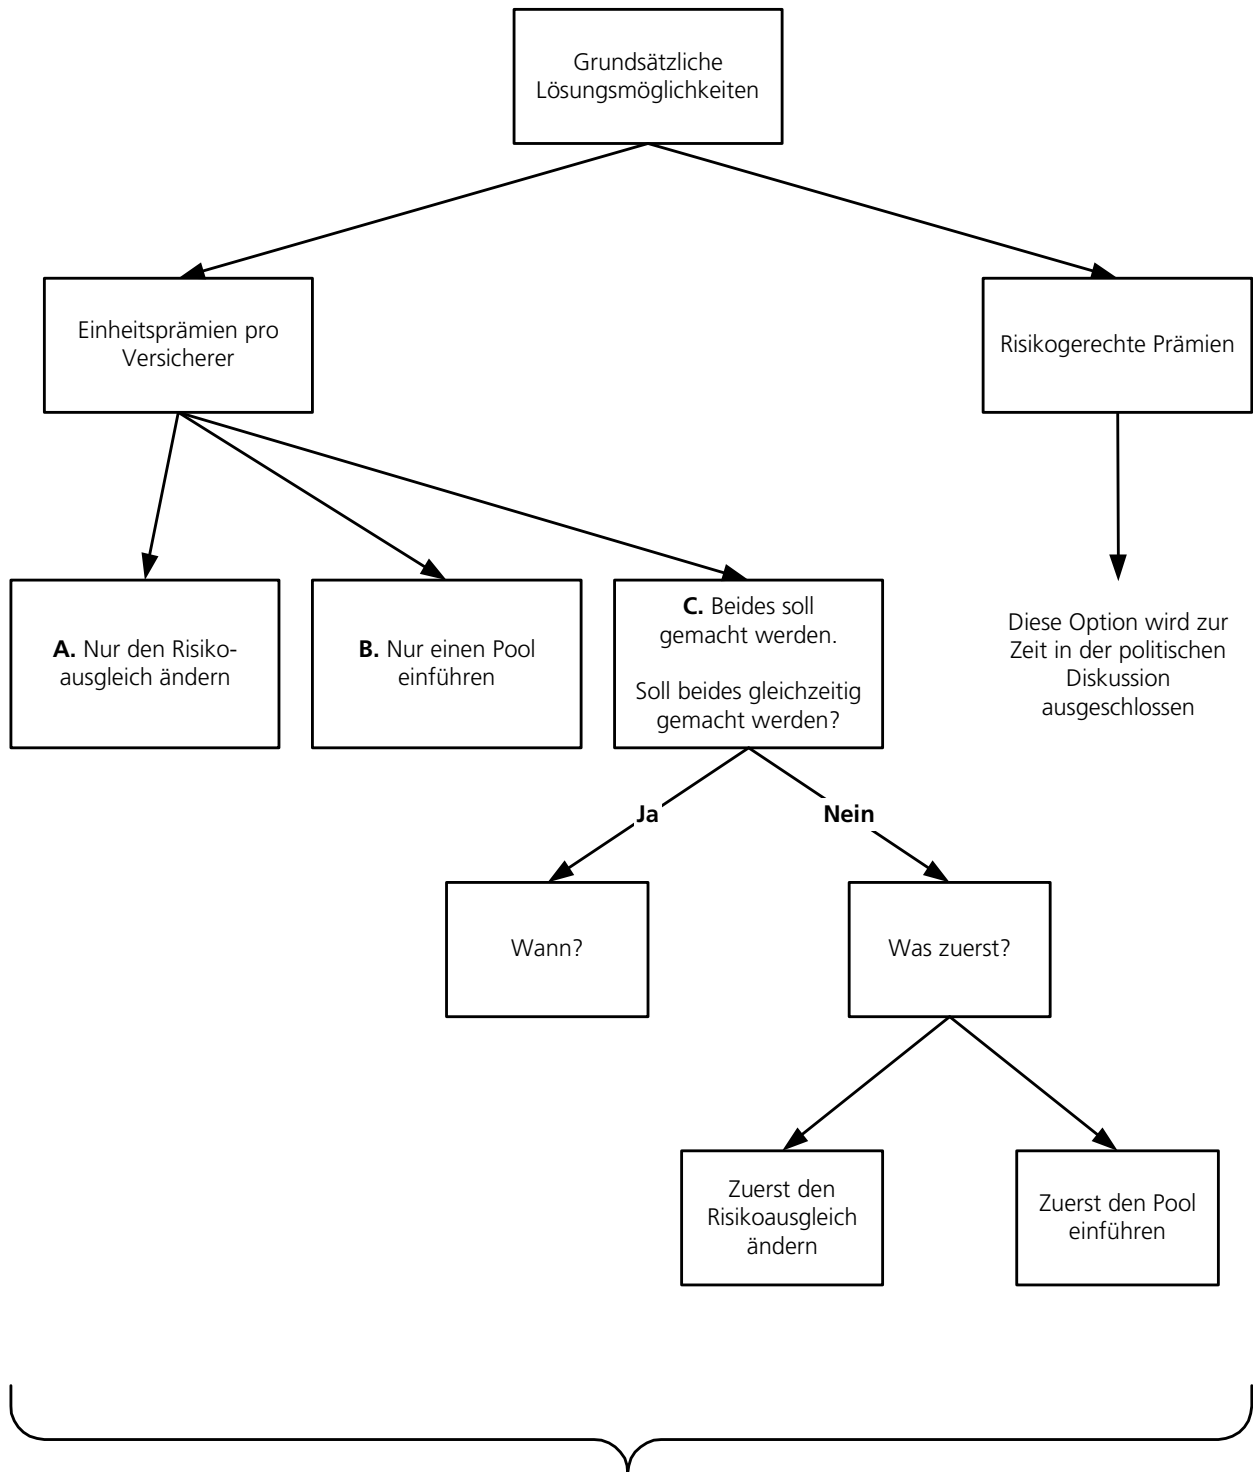 Grundsätzliche
Lösungsmöglichkeiten
Einheitsprämien pro
Versicherer
Risikogerechte Prämien
A. Nur den Risiko-
ausgleich ändern
B. Nur einen Pool
einführen
C. Beides soll
gemacht werden.
Soll beides gleichzeitig
gemacht werden?
Diese Option wird zur
Zeit in der politischen
Diskussion
ausgeschlossen
Ja
Nein
Wann?
Was zuerst?
Zuerst den
Risikoausgleich
ändern
Zuerst den Pool
einführen